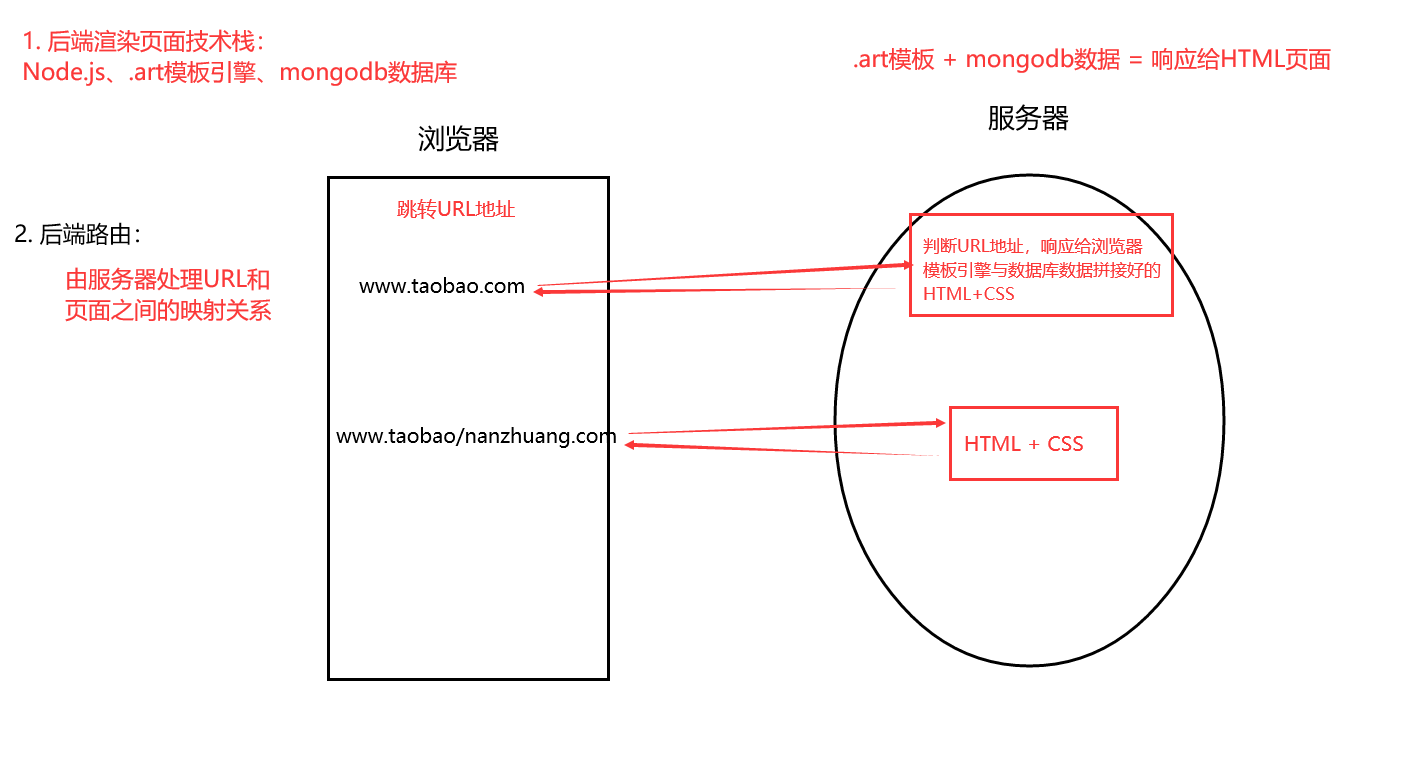 1. 后端渲染页面技术栈：
Node.js、.art模板引擎、mongodb数据库
.art模板 + mongodb数据 = 响应给HTML页面
浏览器
服务器
跳转URL地址
2. 后端路由：
由服务器处理URL和
页面之间的映射关系
www.taobao.com
判断URL地址，响应给浏览器
模板引擎与数据库数据拼接好的
HTML+CSS
www.taobao/nanzhuang.com
HTML + CSS